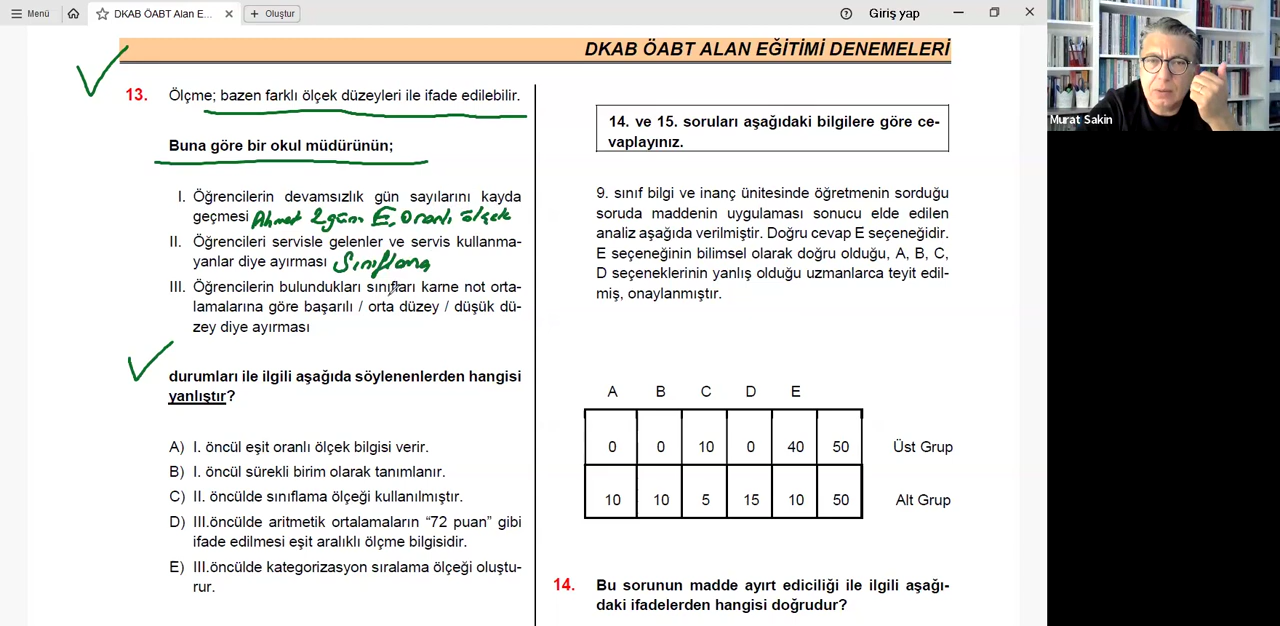 Menü
DKAB ÖABT Alan E...
Oluştur
Giriş yap
Murat Sakin
DKAB ÖABT ALAN EĞİTİMİ DENEMELERİ
13. Ölçme; bazen farklı ölçek düzeyleri ile ifade edilebilir.
Buna göre bir okul müdürünün;
I. Öğrencilerin devamsızlık gün sayılarını kayda
geçmesi Ahmet 2 gün E. Oranlı ölçek
II. Öğrencileri servisle gelenler ve servis kullanma-
yanlar diye ayırması Sınıflama
III. Öğrencilerin bulundukları sınıfları karne not orta-
lamalarına göre başarılı / orta düzey / düşük dü-
zey diye ayırması
durumları ile ilgili aşağıda söylenenlerden hangisi
yanlıştır?
A) I. öncül eşit oranlı ölçek bilgisi verir.
B) I. öncül sürekli birim olarak tanımlanır.
C) II. öncülde sınıflama ölçeği kullanılmıştır.
D) III.öncülde aritmetik ortalamaların “72 puan” gibi
ifade edilmesi eşit aralıklı ölçme bilgisidir.
E) III.öncülde kategorizasyon sıralama ölçeği oluştu-
rur.
14. ve 15. soruları aşağıdaki bilgilere göre ce-
vaplayınız.
9. sınıf bilgi ve inanç ünitesinde öğretmenin sorduğu
soruda maddenin uygulaması sonucu elde edilen
analiz aşağıda verilmiştir. Doğru cevap E seçeneğidir.
E seçeneğinin bilimsel olarak doğru olduğu, A, B, C,
D seçeneklerinin yanlış olduğu uzmanlarca teyit edil-
miş, onaylanmıştır.
A B C D E
0 0 10 0 40 50 Üst Grup
10 10 5 15 10 50 Alt Grup
14. Bu sorunun madde ayırt ediciliği ile ilgili aşağı-
daki ifadelerden hangisi doğrudur?